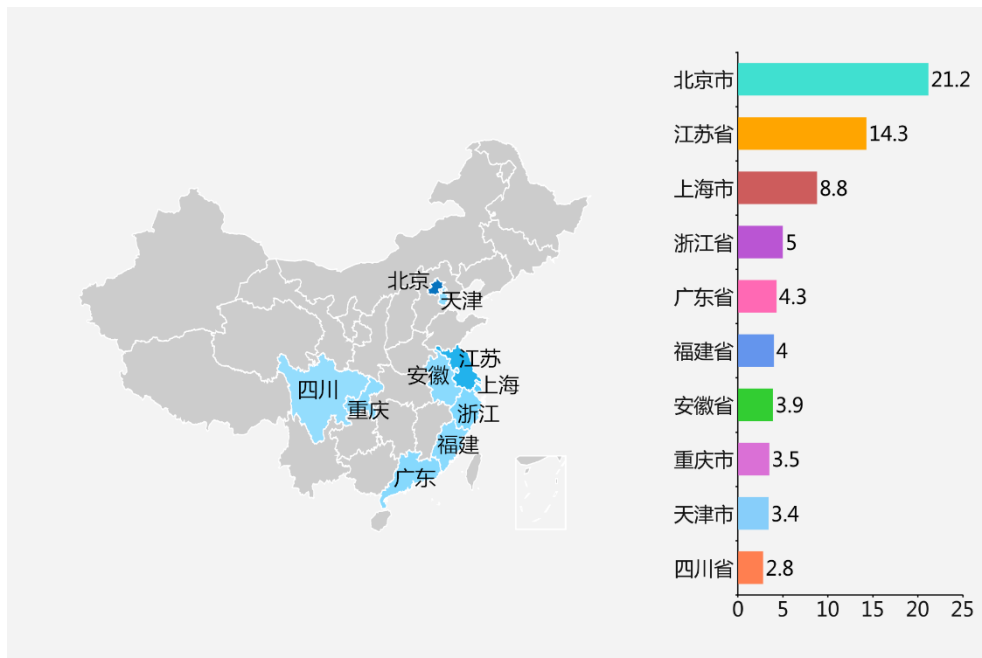 北京
天津
江苏
安徽
上海
四川
重庆
浙江
福建
广东
北京市 21.2
江苏省 14.3
上海市 8.8
浙江省 5
广东省 4.3
福建省 4
安徽省 3.9
重庆市 3.5
天津市 3.4
四川省 2.8
0 5 10 15 20 25